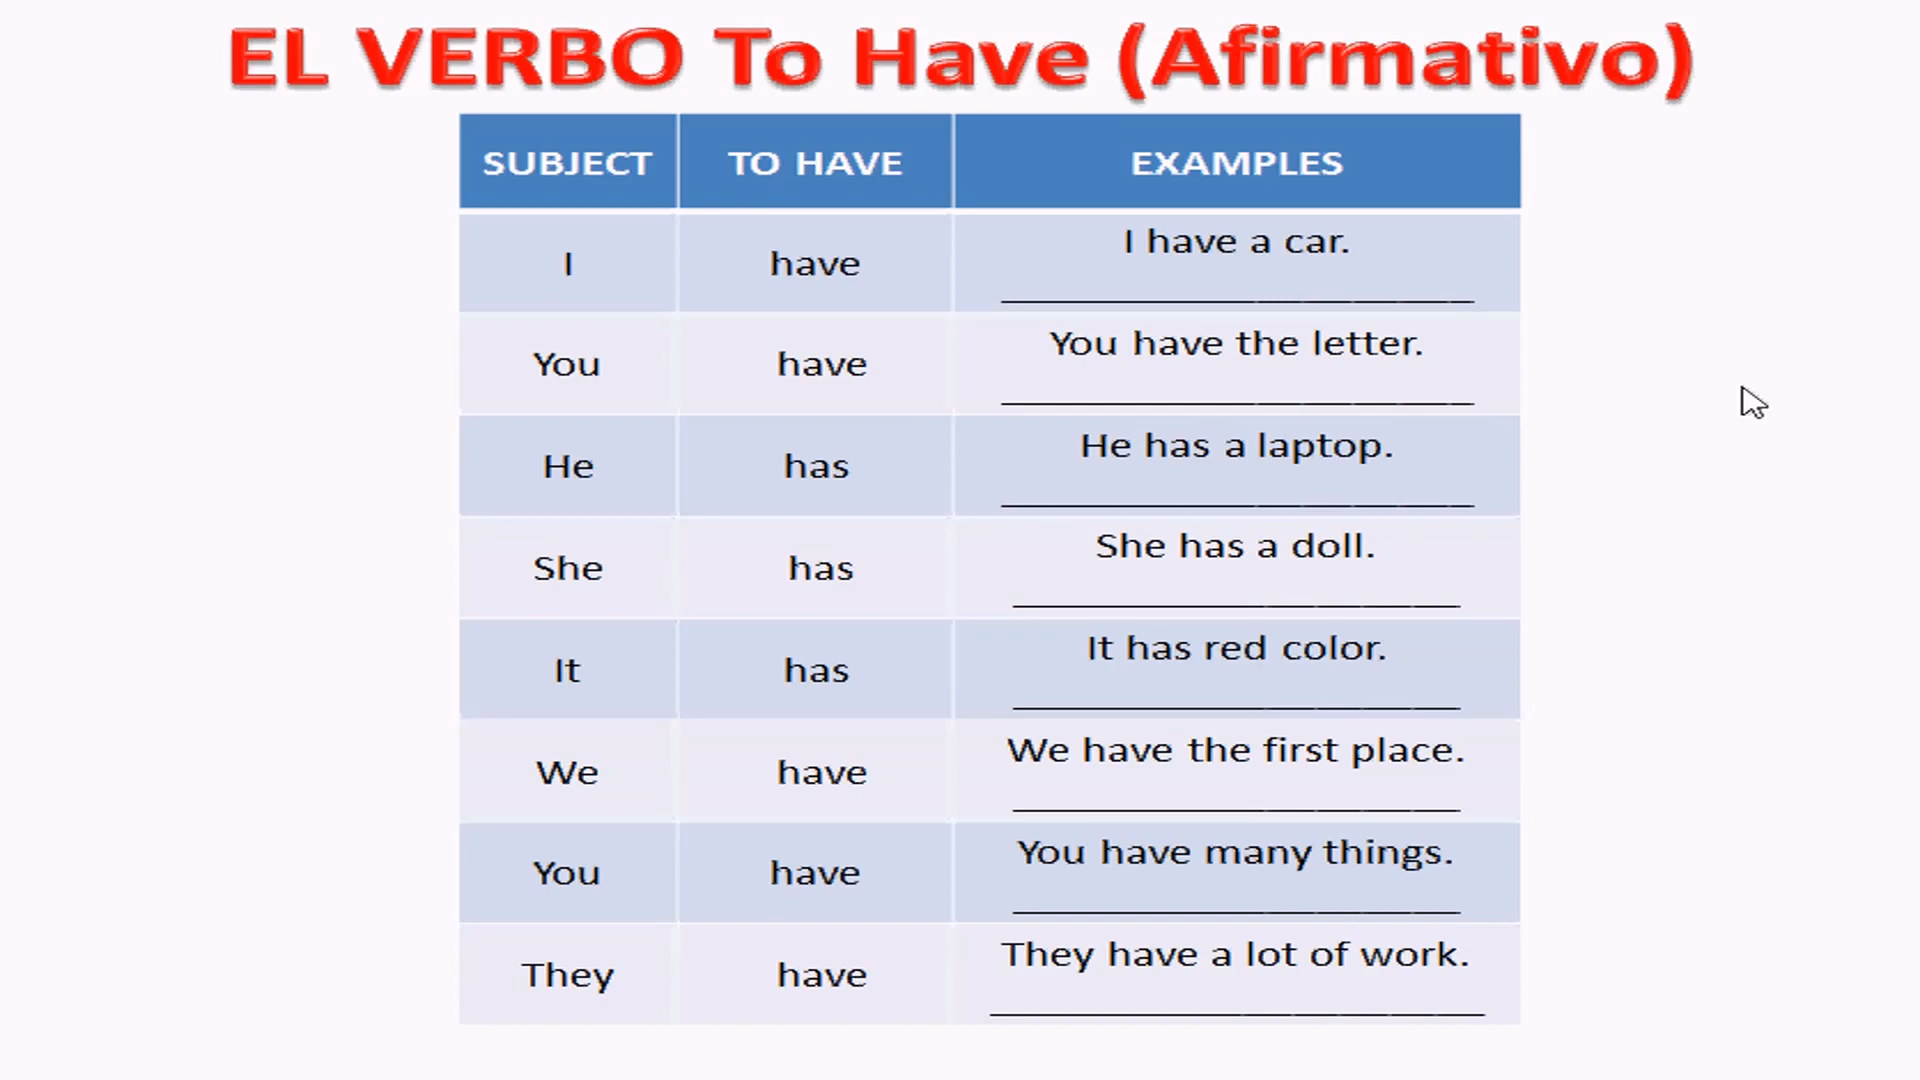 EL VERBO To Have (Afirmativo)
SUBJECT TO HAVE EXAMPLES
I have I have a car.
You have You have the letter.
He has He has a laptop.
She has She has a doll.
It has It has red color.
We have We have the first place.
You have You have many things.
They have They have a lot of work.